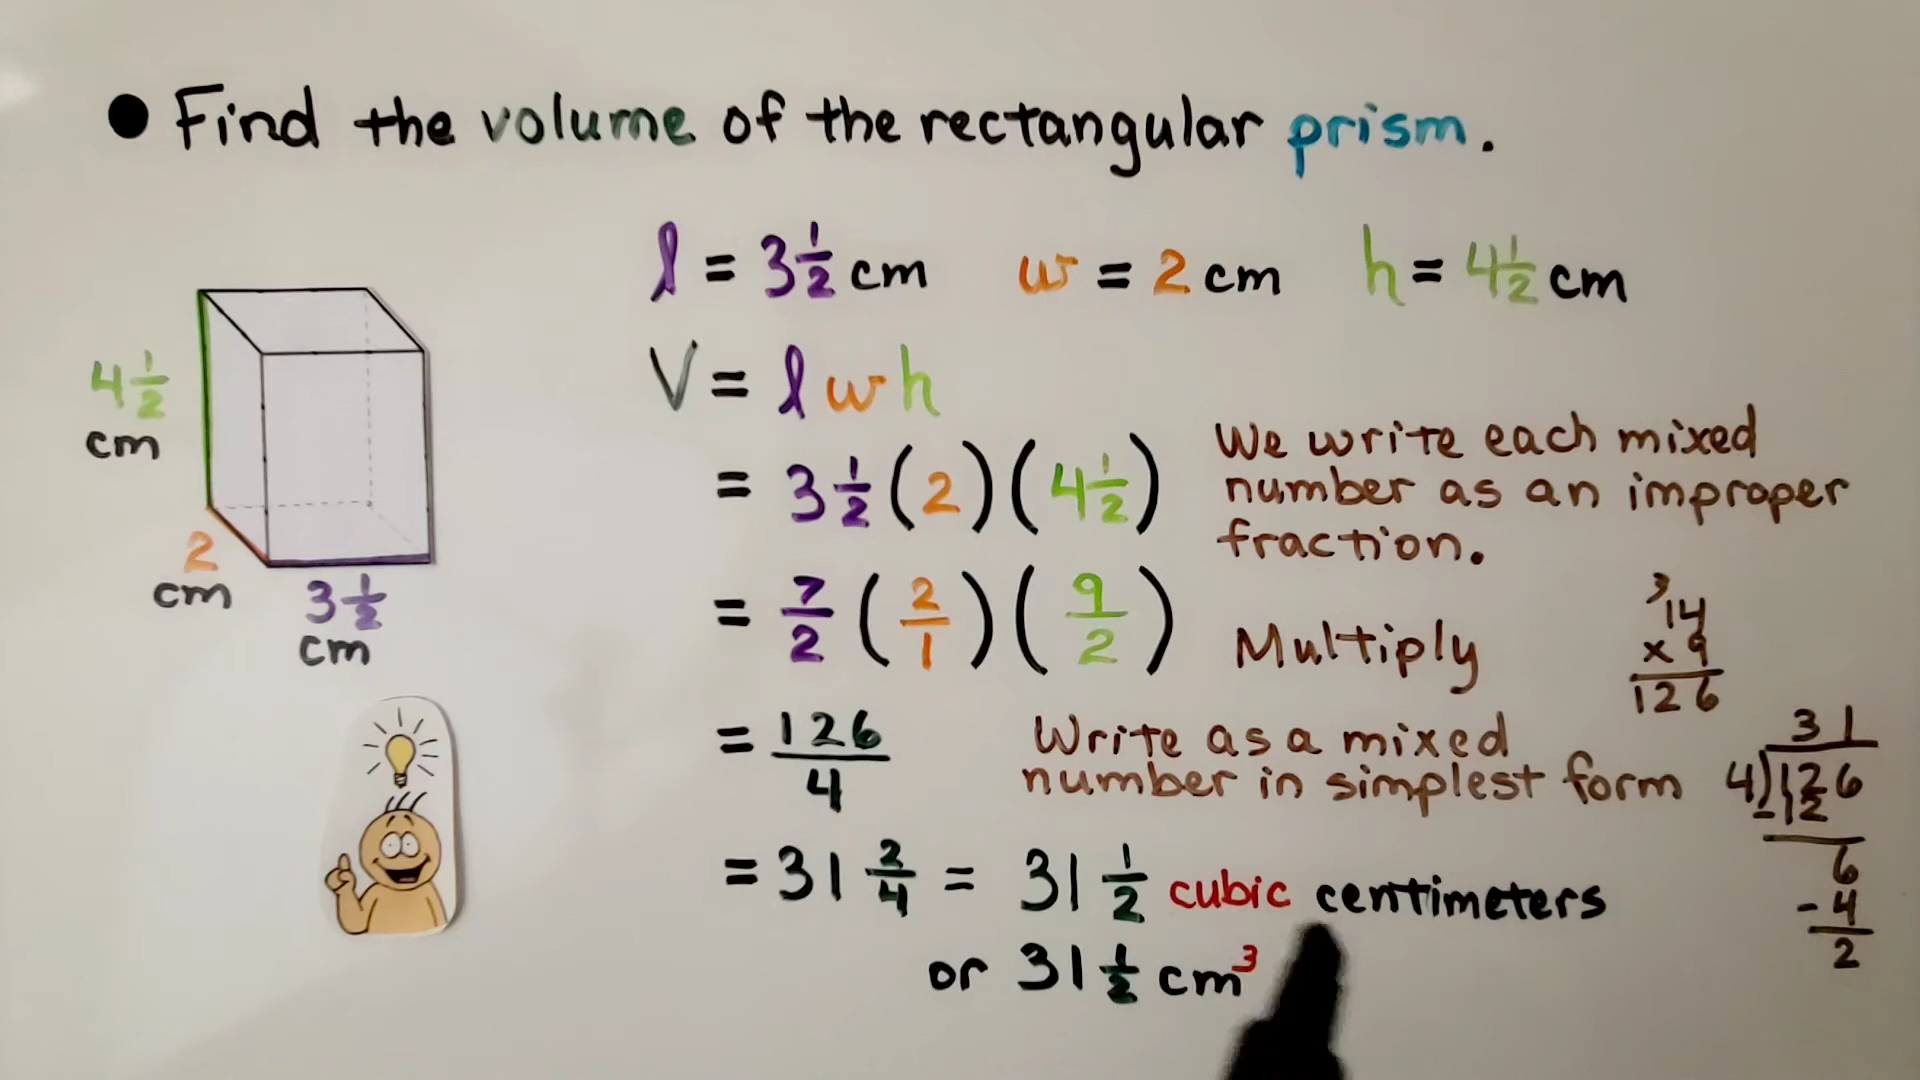 ● Find the volume of the rectangular prism.
l = 3 1/2 cm   w = 2 cm   h = 4 1/2 cm
4 1/2
cm
2
cm
3 1/2
cm
V = l w h
= 3 1/2 (2)(4 1/2)
We write each mixed
number as an improper
fraction.
= 7/2 (2/1)(9/2)
Multiply
3
14
x 9
126
= 126/4
Write as a mixed
number in simplest form
31
4)126
-12
6
-4
2
= 31 2/4 = 31 1/2 cubic centimeters
or 31 1/2 cm³